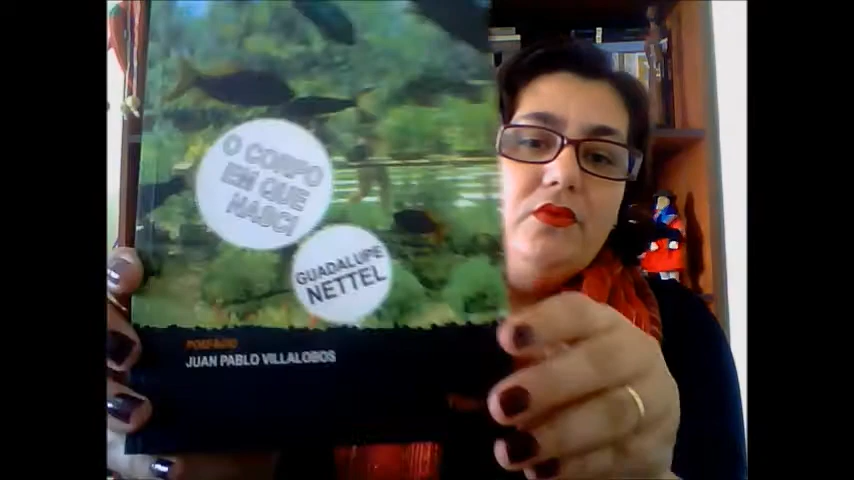 O CORPO
EM QUE
NASCI
GUADALUPE
NETTEL
POSFÁCIO
JUAN PABLO VILLALOBOS